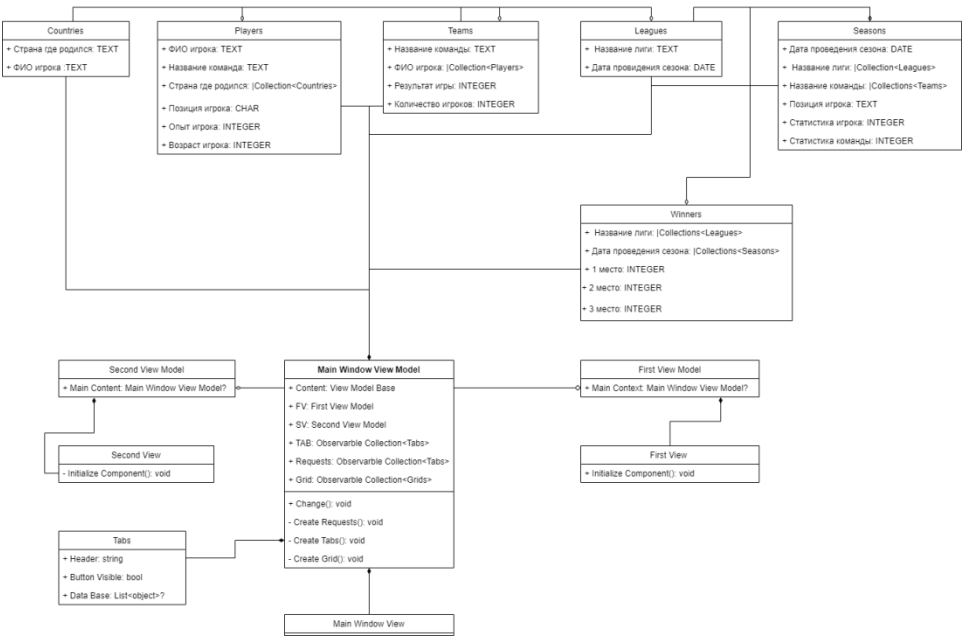 Countries
+ Страна где родился: TEXT
+ ФИО игрока :TEXT
Players
+ ФИО игрока: TEXT
+ Название команда: TEXT
+ Страна где родился: |Collection<Countries>
+ Позиция игрока: CHAR
+ Опыт игрока: INTEGER
+ Возраст игрока: INTEGER
Teams
+ Название команды: TEXT
+ ФИО игрока: |Collection<Players>
+ Результат игры: INTEGER
+ Количество игроков: INTEGER
Leagues
+ Название лиги: TEXT
+ Дата провидения сезона: DATE
Seasons
+ Дата проведения сезона: DATE
+ Название лиги: |Collection<Leagues>
+ Название команды: |Collections<Teams>
+ Позиция игрока: TEXT
+ Статистика игрока: INTEGER
+ Статистика команды: INTEGER
Winners
+ Название лиги: |Collections<Leagues>
+ Дата проведения сезона: |Collections<Seasons>
+ 1 место: INTEGER
+ 2 место: INTEGER
+ 3 место: INTEGER
Second View Model
+ Main Content: Main Window View Model?
Main Window View Model
+ Content: View Model Base
+ FV: First View Model
+ SV: Second View Model
+ TAB: Observarble Collection<Tabs>
+ Requests: Observarble Collection<Tabs>
+ Grid: Observarble Collection<Grids>
+ Change(): void
- Create Requests(): void
- Create Tabs(): void
- Create Grid(): void
First View Model
+ Main Context: Main Window View Model?
Second View
- Initialize Component(): void
First View
+ Initialize Component(): void
Tabs
+ Header: string
+ Button Visible: bool
+ Data Base: List<object>?
Main Window View